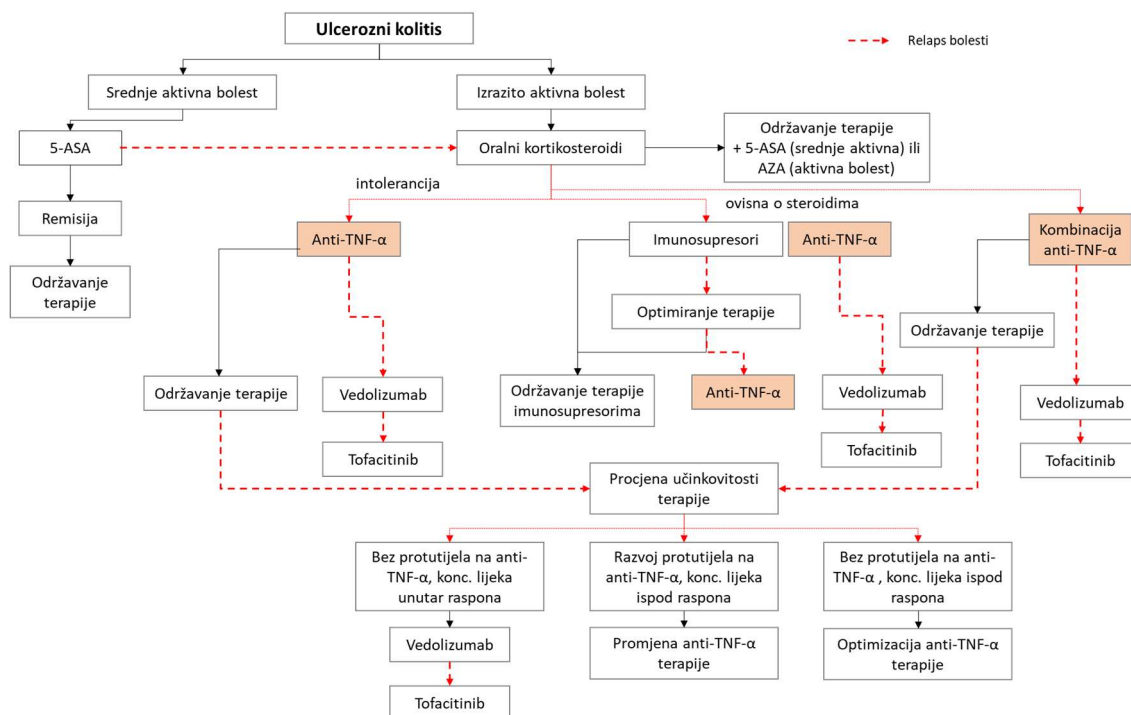 Ulcerozni kolitis
Relaps bolesti
Srednje aktivna bolest
Izrazito aktivna bolest
5-ASA
Oralni kortikosteroidi
Održavanje terapije
+ 5-ASA (srednje aktivna) ili
AZA (aktivna bolest)
intolerancija
ovisna o steroidima
Remisija
Anti-TNF-α
Imunosupresori
Anti-TNF-α
Kombinacija
anti-TNF-α
Održavanje
terapije
Optimiranje terapije
Održavanje terapije
Održavanje terapije
Vedolizumab
Održavanje terapije
imunosupresorima
Anti-TNF-α
Vedolizumab
Vedolizumab
Tofacitinib
Tofacitinib
Tofacitinib
Procjena učinkovitosti
terapije
Bez protutijela na anti-
TNF-α, konc. lijeka
unutar raspona
Razvoj protutijela na
anti-TNF-α, konc. lijeka
ispod raspona
Bez protutijela na anti-
TNF-α , konc. lijeka ispod
raspona
Vedolizumab
Promjena anti-TNF-α
terapije
Optimizacija anti-TNF-α
terapije
Tofacitinib